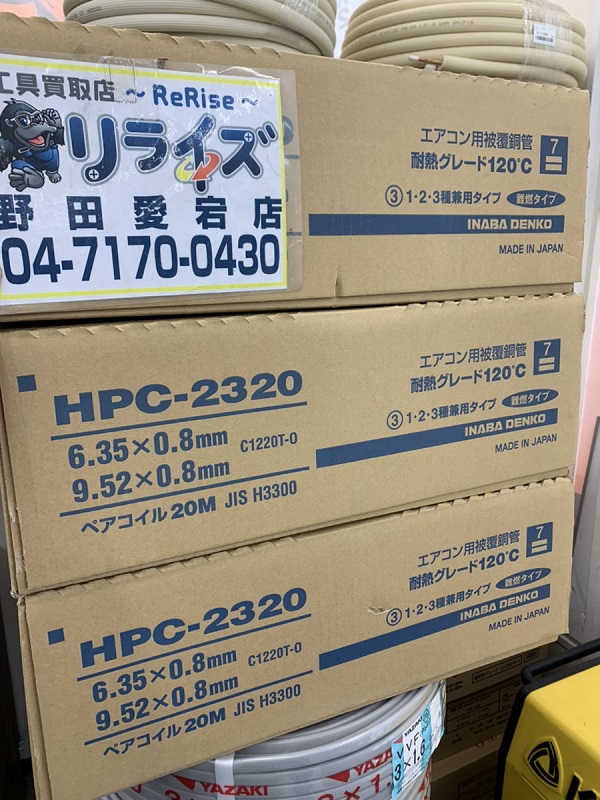 工具買取店 ～ReRise～
リライズ
野田愛宕店
04-7170-0430
エアコン用被覆銅管
耐熱グレード120℃
7
③1・2・3種兼用タイプ 難燃タイプ
INABA DENKO
MADE IN JAPAN
HPC-2320
6.35×0.8mm
9.52×0.8mm
C1220T-O
ペアコイル20M JIS H3300
エアコン用被覆銅管
耐熱グレード120℃
7
③1・2・3種兼用タイプ 難燃タイプ
INABA DENKO
MADE IN JAPAN
HPC-2320
6.35×0.8mm
9.52×0.8mm
C1220T-O
ペアコイル20M JIS H3300
エアコン用被覆銅管
耐熱グレード120℃
7
③1・2・3種兼用タイプ 難燃タイプ
INABA DENKO
MADE IN JAPAN
YAZAKI
YAZAKI
VVF
3×1.6